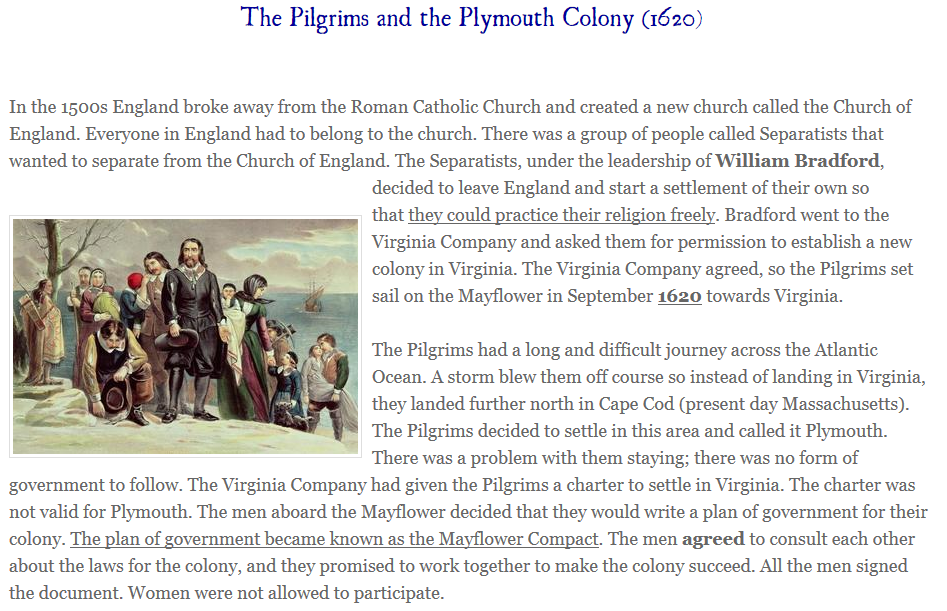 The Pilgrims and the Plymouth Colony (1620)
In the 1500s England broke away from the Roman Catholic Church and created a new church called the Church of
England. Everyone in England had to belong to the church. There was a group of people called Separatists that
wanted to separate from the Church of England. The Separatists, under the leadership of William Bradford,
decided to leave England and start a settlement of their own so
that they could practice their religion freely. Bradford went to the
Virginia Company and asked them for permission to establish a new
colony in Virginia. The Virginia Company agreed, so the Pilgrims set
sail on the Mayflower in September 1620 towards Virginia.
The Pilgrims had a long and difficult journey across the Atlantic
Ocean. A storm blew them off course so instead of landing in Virginia,
they landed further north in Cape Cod (present day Massachusetts).
The Pilgrims decided to settle in this area and called it Plymouth.
There was a problem with them staying; there was no form of
government to follow. The Virginia Company had given the Pilgrims a charter to settle in Virginia. The charter was
not valid for Plymouth. The men aboard the Mayflower decided that they would write a plan of government for their
colony. The plan of government became known as the Mayflower Compact. The men agreed to consult each other
about the laws for the colony, and they promised to work together to make the colony succeed. All the men signed
the document. Women were not allowed to participate.